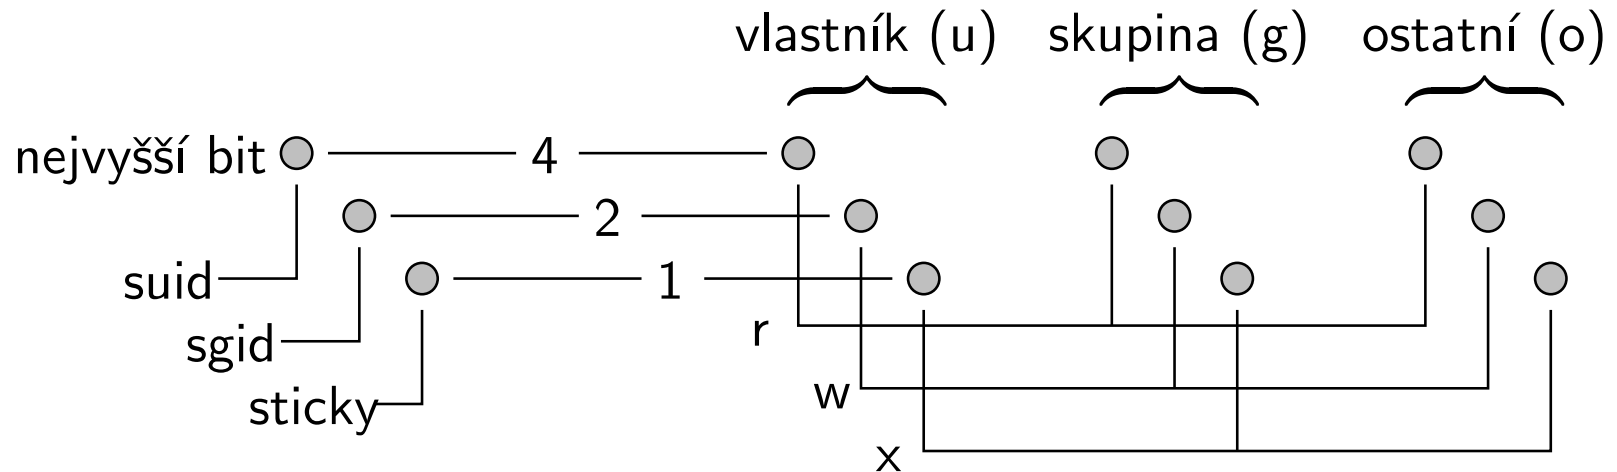 vlastník (u) skupina (g) ostatní (o)
nejvyšší bit 4
2
suid 1
r
sgid
w
sticky
x